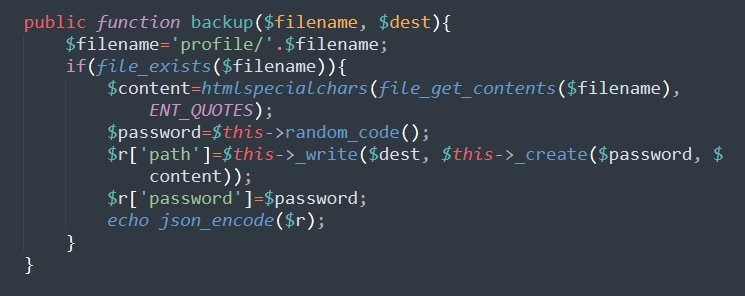 public function backup($filename, $dest){
$filename='profile/'.$filename;
if(file_exists($filename)){
$content=htmlspecialchars(file_get_contents($filename),
ENT_QUOTES);
$password=$this->random_code();
$r['path']=$this->_write($dest, $this->_create($password, $
content));
$r['password']=$password;
echo json_encode($r);
}
}